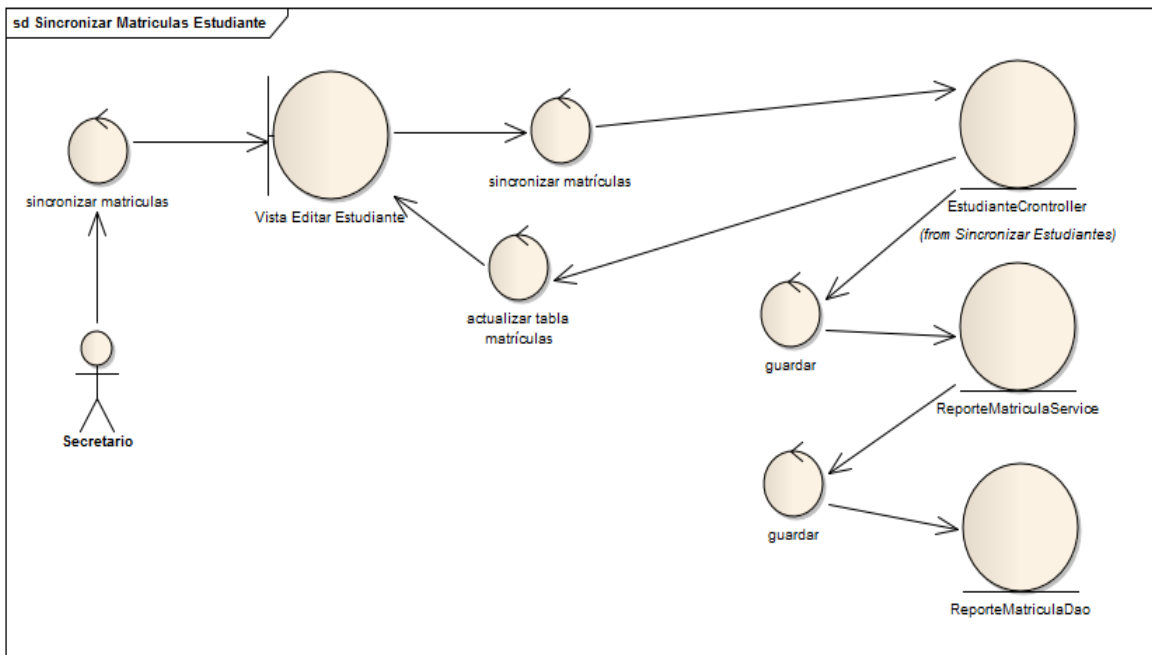 sd Sincronizar Matriculas Estudiante
sincronizar matriculas
Vista Editar Estudiante
sincronizar matrículas
EstudianteCrontroller
(from Sincronizar Estudiantes)
actualizar tabla
matrículas
guardar
ReporteMatriculaService
Secretario
guardar
ReporteMatriculaDao